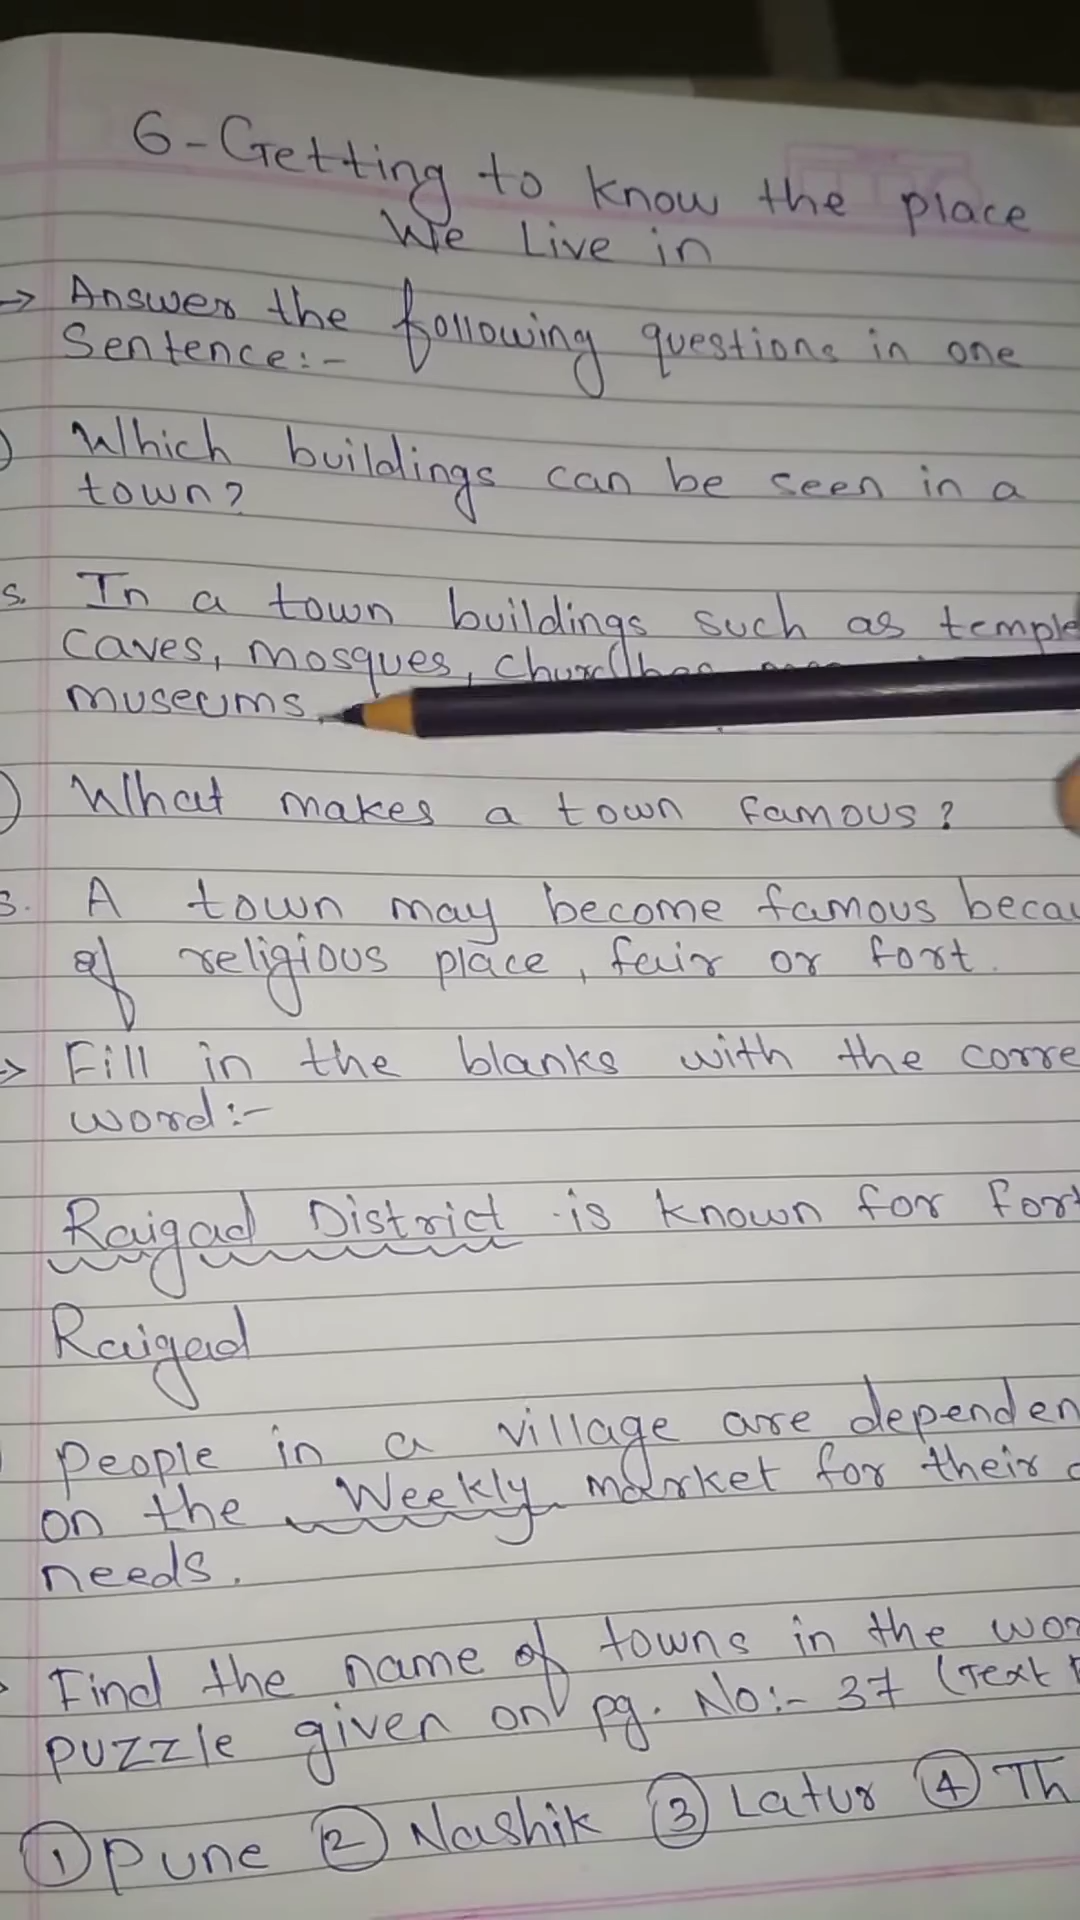 6-Getting to know the place
We Live in
→ Answer the following questions in one
Sentence:-
Which buildings can be seen in a
town?
s. In a town buildings such as temple
caves, mosques,
museums.
What makes a town famous?
s. A town may become famous becau
of religious place, fair or fort.
→ Fill in the blanks with the corre
word:-
Raigad District is known for fort
Raigad
People in a village are dependen
on the Weekly market for their
needs.
Find the name of towns in the wor
puzzle given on pg. No:- 37 (Text
① Pune ② Nashik ③ Latur ④ Th